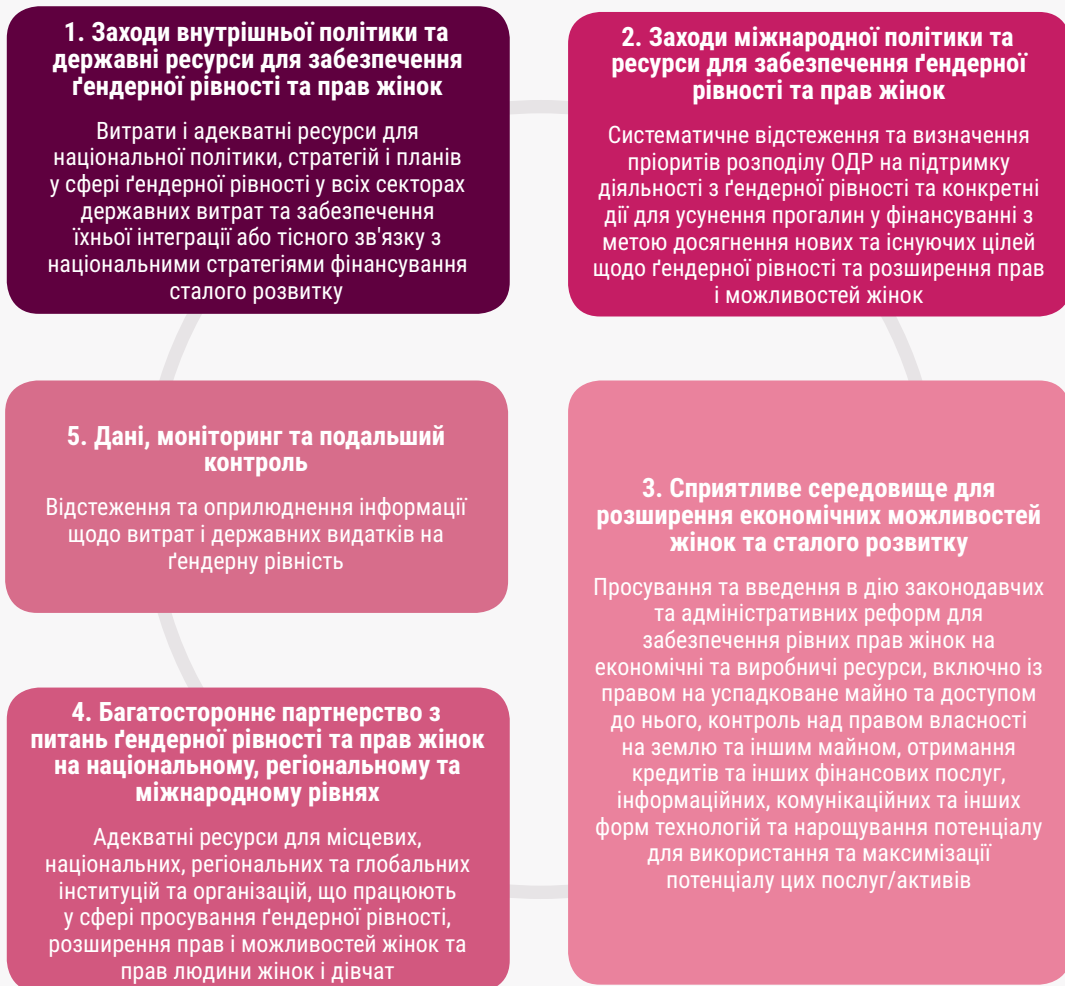 1. Заходи внутрішньої політики та
державні ресурси для забезпечення
ґендерної рівності та прав жінок
Витрати і адекватні ресурси для
національної політики, стратегій і планів
у сфері ґендерної рівності у всіх секторах
державних витрат та забезпечення
їхньої інтеграції або тісного зв'язку з
національними стратегіями фінансування
сталого розвитку
2. Заходи міжнародної політики та
ресурси для забезпечення ґендерної
рівності та прав жінок
Систематичне відстеження та визначення
пріоритів розподілу ОДР на підтримку
діяльності з ґендерної рівності та конкретні
дії для усунення прогалин у фінансуванні з
метою досягнення нових та існуючих цілей
щодо ґендерної рівності та розширення прав
і можливостей жінок
3. Сприятливе середовище для
розширення економічних можливостей
жінок та сталого розвитку
Просування та введення в дію законодавчих
та адміністративних реформ для
забезпечення рівних прав жінок на
економічні та виробничі ресурси, включно із
правом на успадковане майно та доступом
до нього, контроль над правом власності
на землю та іншим майном, отримання
кредитів та інших фінансових послуг,
інформаційних, комунікаційних та інших
форм технологій та нарощування потенціалу
для використання та максимізації
потенціалу цих послуг/активів
4. Багатостороннє партнерство з
питань ґендерної рівності та прав жінок
на національному, регіональному та
міжнародному рівнях
Адекватні ресурси для місцевих,
національних, регіональних та глобальних
інституцій та організацій, що працюють
у сфері просування ґендерної рівності,
розширення прав і можливостей жінок та
прав людини жінок і дівчат
5. Дані, моніторинг та подальший
контроль
Відстеження та оприлюднення інформації
щодо витрат і державних видатків на
ґендерну рівність